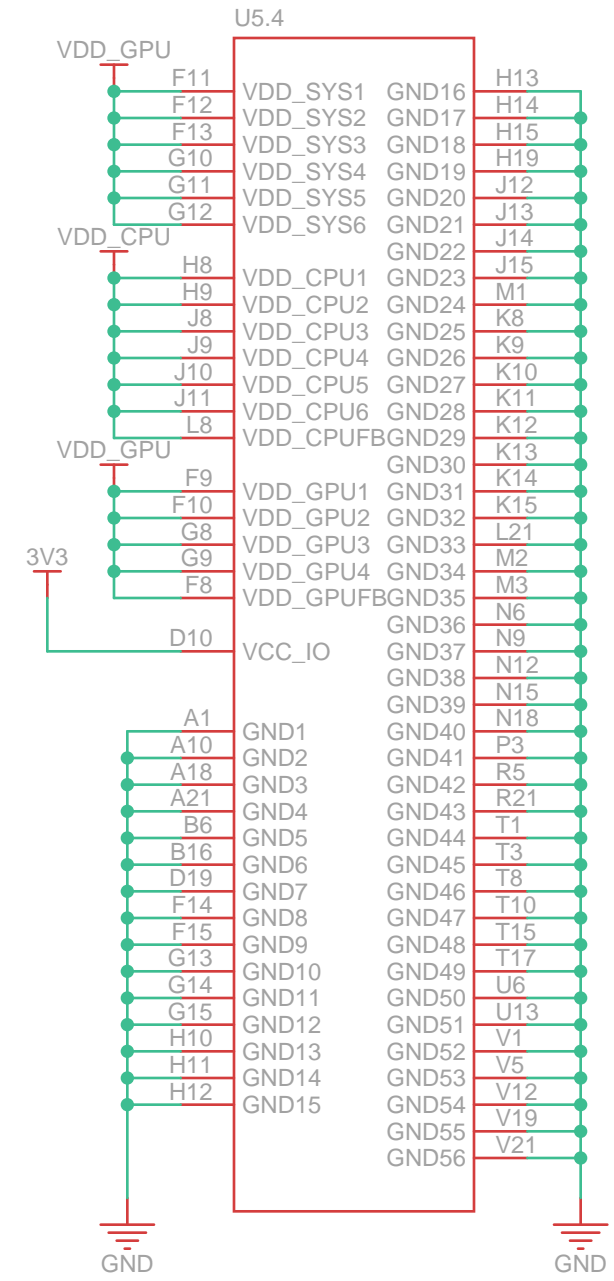 U5.4
VDD_GPU
F11 VDD_SYS1 GND16 H13
F12 VDD_SYS2 GND17 H14
F13 VDD_SYS3 GND18 H15
G10 VDD_SYS4 GND19 H19
G11 VDD_SYS5 GND20 J12
G12 VDD_SYS6 GND21 J13
VDD_CPU
GND22 J14
H8 VDD_CPU1 GND23 J15
H9 VDD_CPU2 GND24 M1
J8 VDD_CPU3 GND25 K8
J9 VDD_CPU4 GND26 K9
J10 VDD_CPU5 GND27 K10
J11 VDD_CPU6 GND28 K11
L8 VDD_CPUFB GND29 K12
VDD_GPU
GND30 K13
F9 VDD_GPU1 GND31 K14
F10 VDD_GPU2 GND32 K15
G8 VDD_GPU3 GND33 L21
3V3
G9 VDD_GPU4 GND34 M2
F8 VDD_GPUFB GND35 M3
GND36 N6
D10 VCC_IO GND37 N9
GND38 N12
GND39 N15
A1 GND1 GND40 N18
A10 GND2 GND41 P3
A18 GND3 GND42 R5
A21 GND4 GND43 R21
B6 GND5 GND44 T1
B16 GND6 GND45 T3
D19 GND7 GND46 T8
F14 GND8 GND47 T10
F15 GND9 GND48 T15
G13 GND10 GND49 T17
G14 GND11 GND50 U6
G15 GND12 GND51 U13
H10 GND13 GND52 V1
H11 GND14 GND53 V5
H12 GND15 GND54 V12
GND55 V19
GND56 V21
GND GND